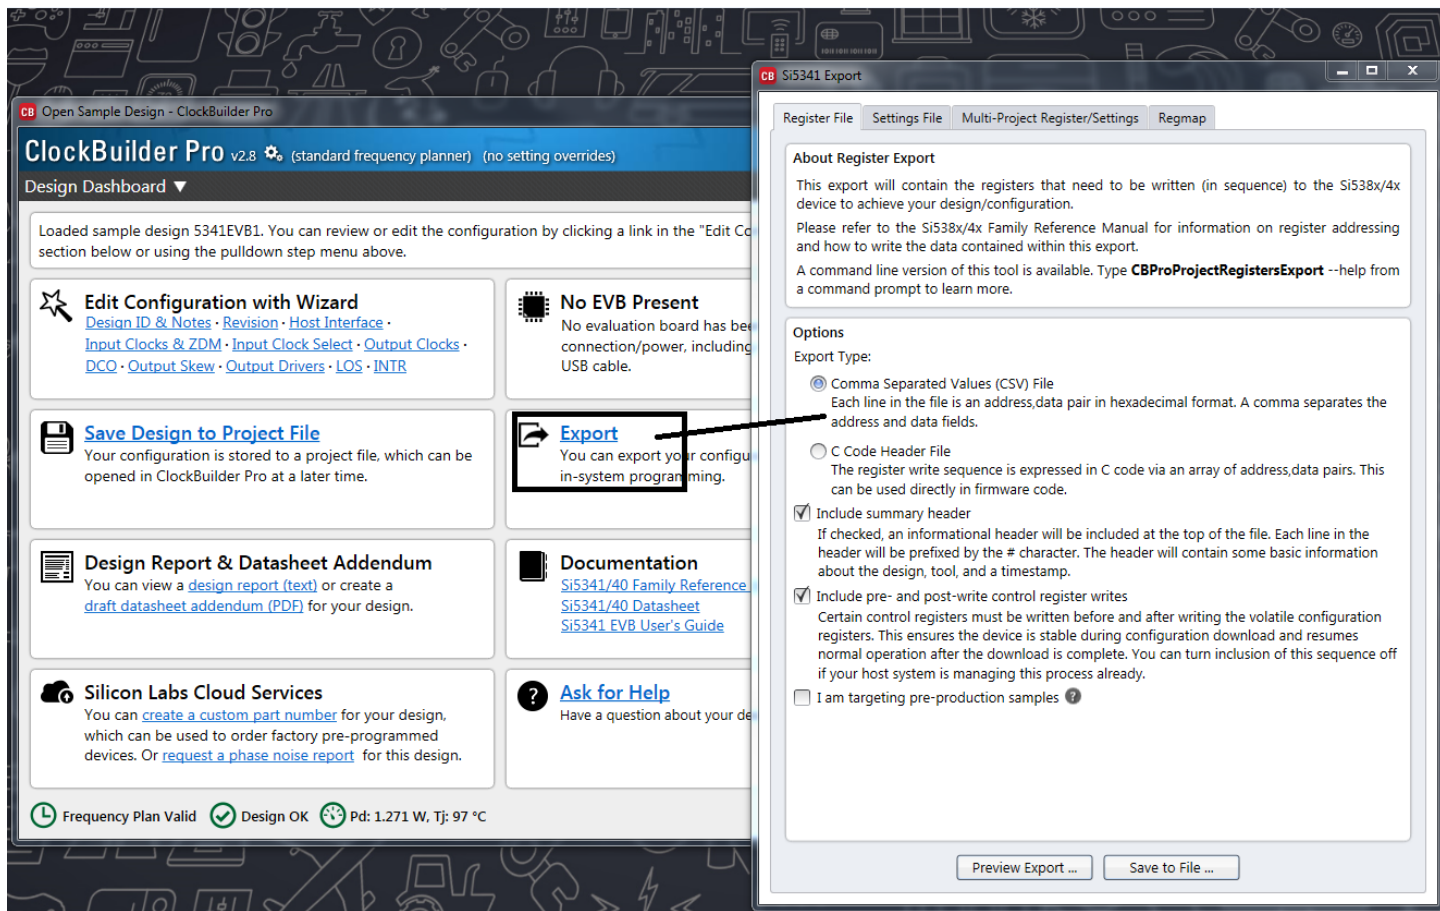 Open Sample Design - ClockBuilder Pro
ClockBuilder Pro v2.8 (standard frequency planner) (no setting overrides)
Design Dashboard ▼
Loaded sample design 5341EVB1. You can review or edit the configuration by clicking a link in the "Edit Co
section below or using the pulldown step menu above.
Edit Configuration with Wizard
Design ID & Notes · Revision · Host Interface ·
Input Clocks & ZDM · Input Clock Select · Output Clocks ·
DCO · Output Skew · Output Drivers · LOS · INTR
No EVB Present
No evaluation board has bee
connection/power, including
USB cable.
Save Design to Project File
Your configuration is stored to a project file, which can be
opened in ClockBuilder Pro at a later time.
Export
You can export your configu
in-system programming.
Design Report & Datasheet Addendum
You can view a design report (text) or create a
draft datasheet addendum (PDF) for your design.
Documentation
Si5341/40 Family Reference
Si5341/40 Datasheet
Si5341 EVB User's Guide
Silicon Labs Cloud Services
You can create a custom part number for your design,
which can be used to order factory pre-programmed
devices. Or request a phase noise report for this design.
Ask for Help
Have a question about your de
Frequency Plan Valid Design OK Pd: 1.271 W, Tj: 97 °C
CB Si5341 Export
Register File Settings File Multi-Project Register/Settings Regmap
About Register Export
This export will contain the registers that need to be written (in sequence) to the Si538x/4x
device to achieve your design/configuration.
Please refer to the Si538x/4x Family Reference Manual for information on register addressing
and how to write the data contained within this export.
A command line version of this tool is available. Type CBProProjectRegistersExport --help from
a command prompt to learn more.
Options
Export Type:
Comma Separated Values (CSV) File
Each line in the file is an address,data pair in hexadecimal format. A comma separates the
address and data fields.
C Code Header File
The register write sequence is expressed in C code via an array of address,data pairs. This
can be used directly in firmware code.
Include summary header
If checked, an informational header will be included at the top of the file. Each line in the
header will be prefixed by the # character. The header will contain some basic information
about the design, tool, and a timestamp.
Include pre- and post-write control register writes
Certain control registers must be written before and after writing the volatile configuration
registers. This ensures the device is stable during configuration download and resumes
normal operation after the download is complete. You can turn inclusion of this sequence off
if your host system is managing this process already.
I am targeting pre-production samples ?
Preview Export ... Save to File ...